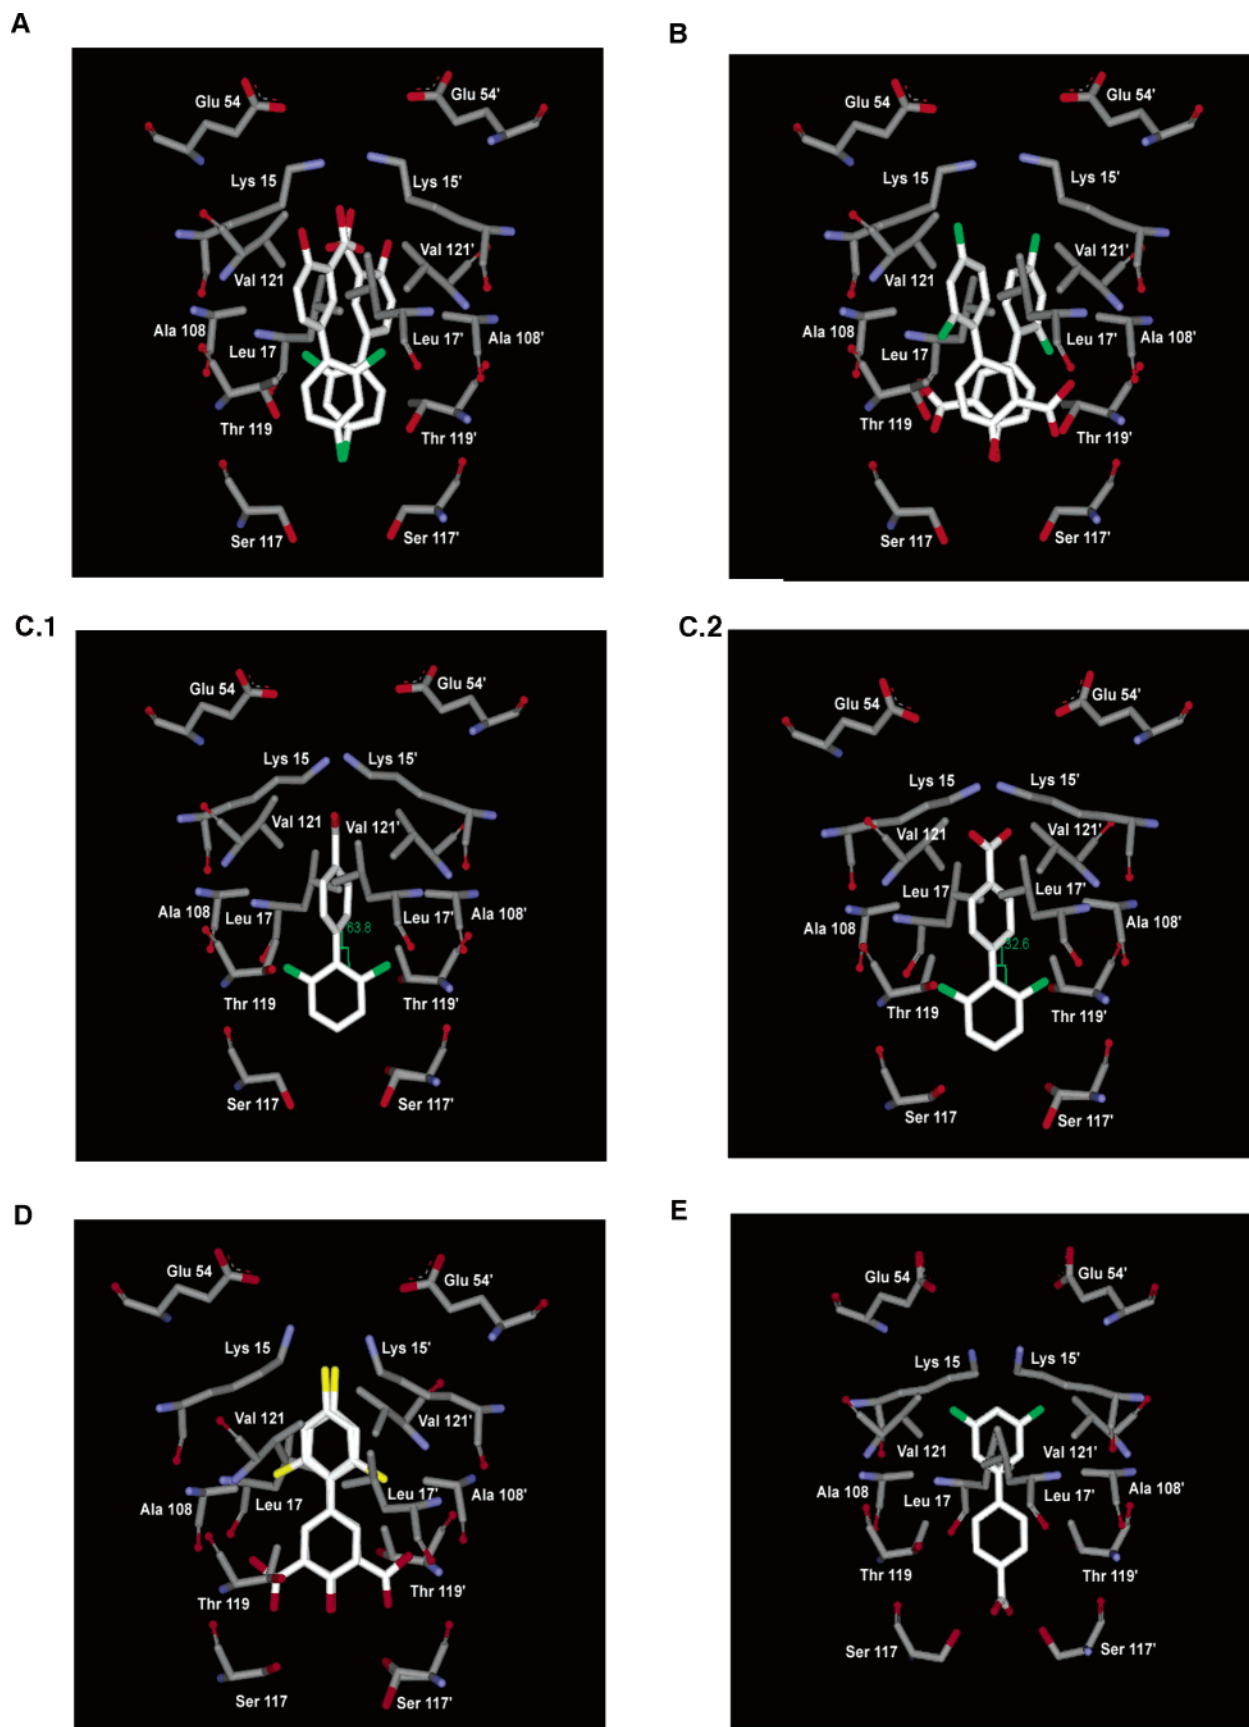 A
Glu 54
Glu 54'
Lys 15
Lys 15'
Val 121
Val 121'
Ala 108
Leu 17
Leu 17'
Ala 108'
Thr 119
Thr 119'
Ser 117
Ser 117'
B
Glu 54
Glu 54'
Lys 15
Lys 15'
Val 121
Val 121'
Ala 108
Leu 17
Leu 17'
Ala 108'
Thr 119
Thr 119'
Ser 117
Ser 117'
C.1
Glu 54
Glu 54'
Lys 15
Lys 15'
Val 121
Val 121'
Ala 108
Leu 17
Leu 17'
Ala 108'
63.8
Thr 119
Thr 119'
Ser 117
Ser 117'
C.2
Glu 54
Glu 54'
Lys 15
Lys 15'
Val 121
Val 121'
Leu 17
Leu 17'
Ala 108
Ala 108'
32.6
Thr 119
Thr 119'
Ser 117
Ser 117'
D
Glu 54
Glu 54'
Lys 15
Lys 15'
Val 121
Val 121'
Ala 108
Leu 17
Leu 17'
Ala 108'
Thr 119
Thr 119'
Ser 117
Ser 117'
E
Glu 54
Glu 54'
Lys 15
Lys 15'
Val 121
Val 121'
Ala 108
Leu 17
Leu 17'
Ala 108'
Thr 119
Thr 119'
Ser 117
Ser 117'